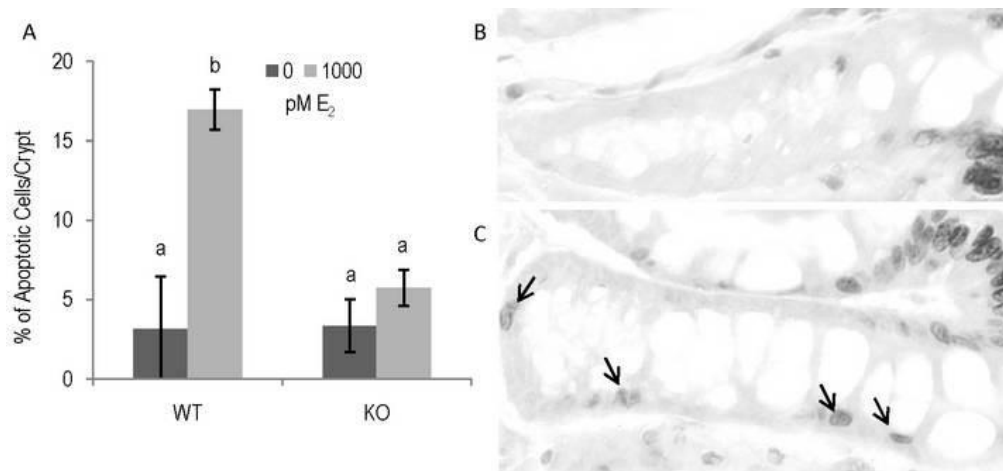 A
% of Apoptotic Cells/Crypt
20
15
10
5
0
b
a
a
a
0 1000
pM E₂
WT KO
B
C